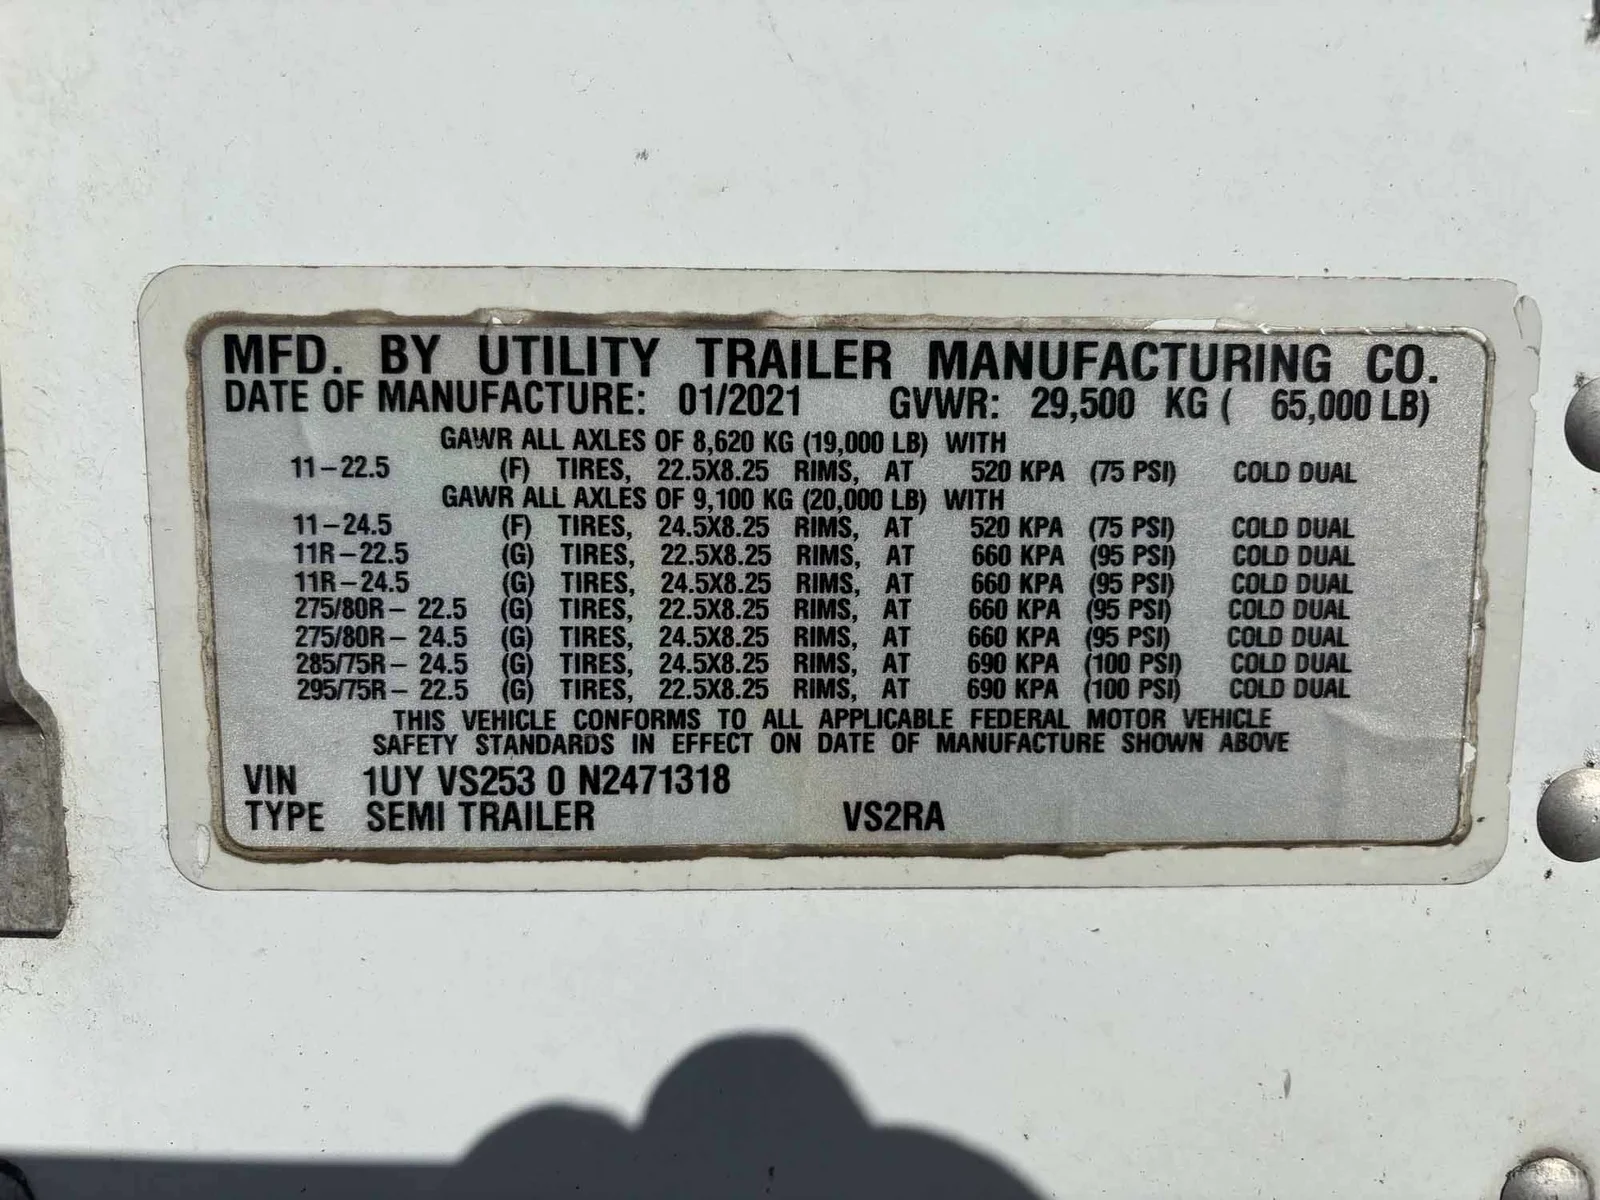 MFD. BY UTILITY TRAILER MANUFACTURING CO.
DATE OF MANUFACTURE: 01/2021 GVWR: 29,500 KG ( 65,000 LB)
GAWR ALL AXLES OF 8,620 KG (19,000 LB) WITH
11-22.5 (F) TIRES, 22.5X8.25 RIMS, AT 520 KPA (75 PSI) COLD DUAL
GAWR ALL AXLES OF 9,100 KG (20,000 LB) WITH
11-24.5 (F) TIRES, 24.5X8.25 RIMS, AT 520 KPA (75 PSI) COLD DUAL
11R-22.5 (G) TIRES, 22.5X8.25 RIMS, AT 660 KPA (95 PSI) COLD DUAL
11R-24.5 (G) TIRES, 24.5X8.25 RIMS, AT 660 KPA (95 PSI) COLD DUAL
275/80R- 22.5 (G) TIRES, 22.5X8.25 RIMS, AT 660 KPA (95 PSI) COLD DUAL
275/80R- 24.5 (G) TIRES, 24.5X8.25 RIMS, AT 660 KPA (95 PSI) COLD DUAL
285/75R- 24.5 (G) TIRES, 24.5X8.25 RIMS, AT 690 KPA (100 PSI) COLD DUAL
295/75R- 22.5 (G) TIRES, 22.5X8.25 RIMS, AT 690 KPA (100 PSI) COLD DUAL
THIS VEHICLE CONFORMS TO ALL APPLICABLE FEDERAL MOTOR VEHICLE
SAFETY STANDARDS IN EFFECT ON DATE OF MANUFACTURE SHOWN ABOVE
VIN 1UY VS253 0 N2471318
TYPE SEMI TRAILER VS2RA